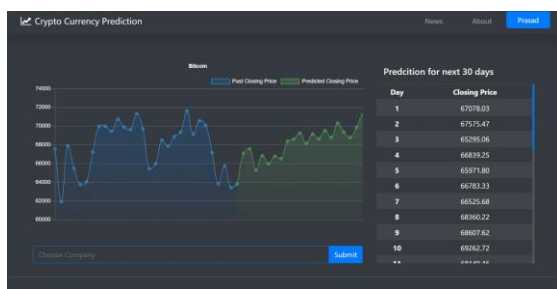 Crypto Currency Prediction
News
About
Prasad
Bitcoin
Past Closing Price
Predicted Closing Price
74000
72000
70000
68000
66000
64000
62000
60000
Choose Company
Submit
Predcition for next 30 days
Day Closing Price
1 67078.03
2 67575.47
3 65295.06
4 66839.25
5 65971.80
6 66783.33
7 66525.68
8 68360.22
9 68607.62
10 69262.72